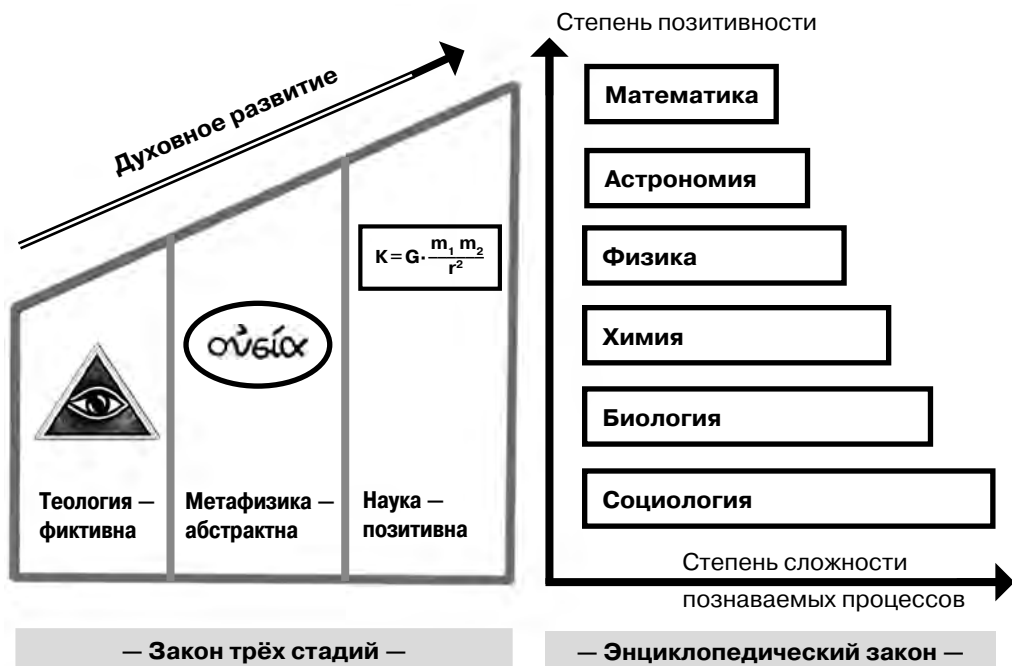 Духовное развитие
K = G · m₁ m₂ / r²
οὐσία
Теология —
фиктивна
Метафизика —
абстрактна
Наука —
позитивна
— Закон трёх стадий —
Степень позитивности
Математика
Астрономия
Физика
Химия
Биология
Социология
Степень сложности
познаваемых процессов
— Энциклопедический закон —